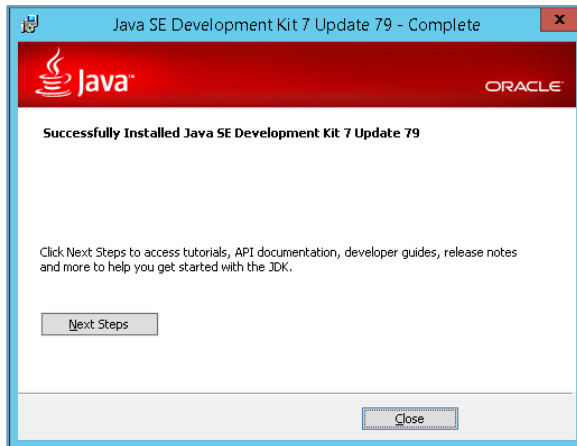 Java SE Development Kit 7 Update 79 - Complete
x
Java™
ORACLE
Successfully Installed Java SE Development Kit 7 Update 79
Click Next Steps to access tutorials, API documentation, developer guides, release notes
and more to help you get started with the JDK.
Next Steps
Close